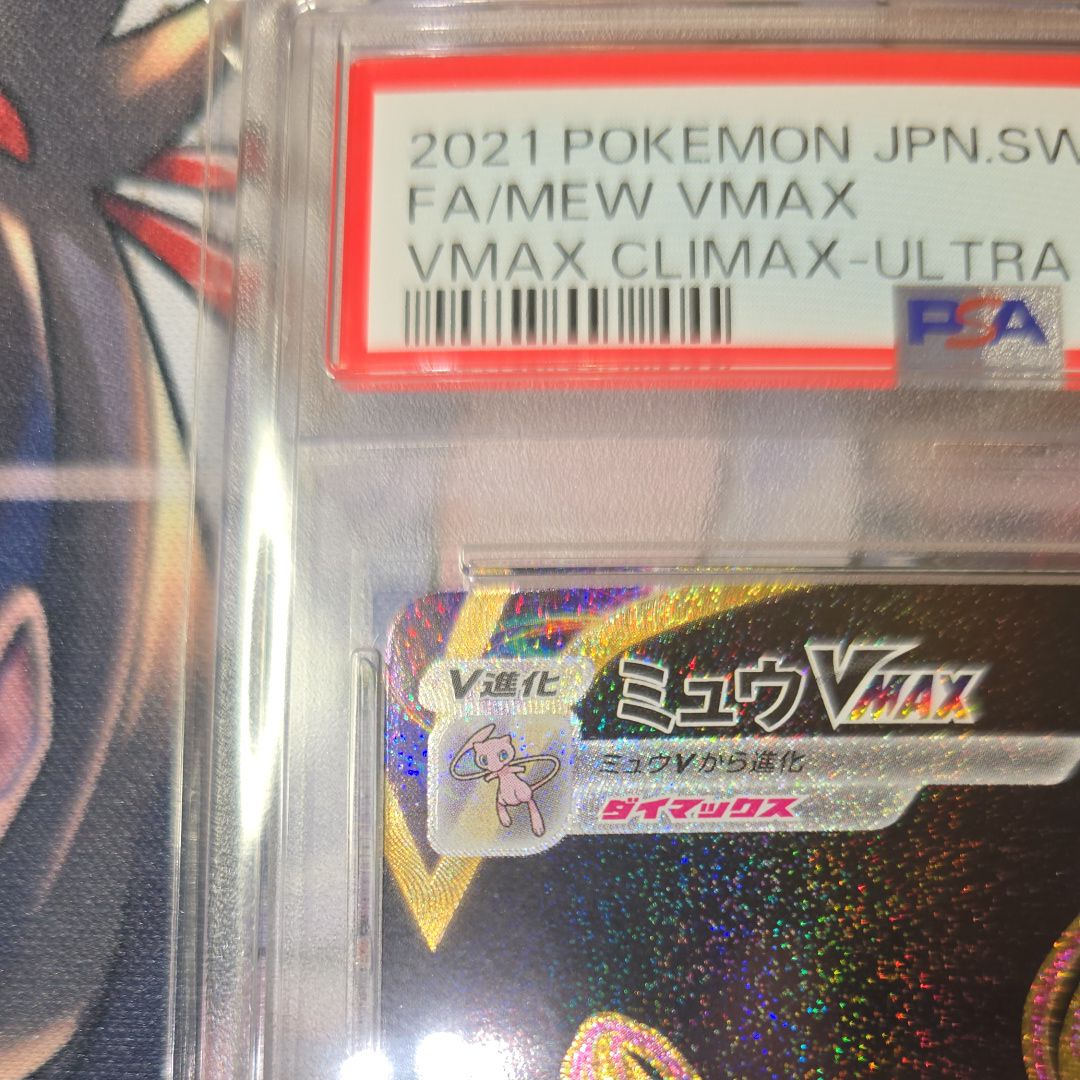 2021 POKEMON JPN.SW
FA/MEW VMAX
VMAX CLIMAX-ULTRA
PSA
V進化
ミュウVMAX
ミュウVから進化
ダイマックス